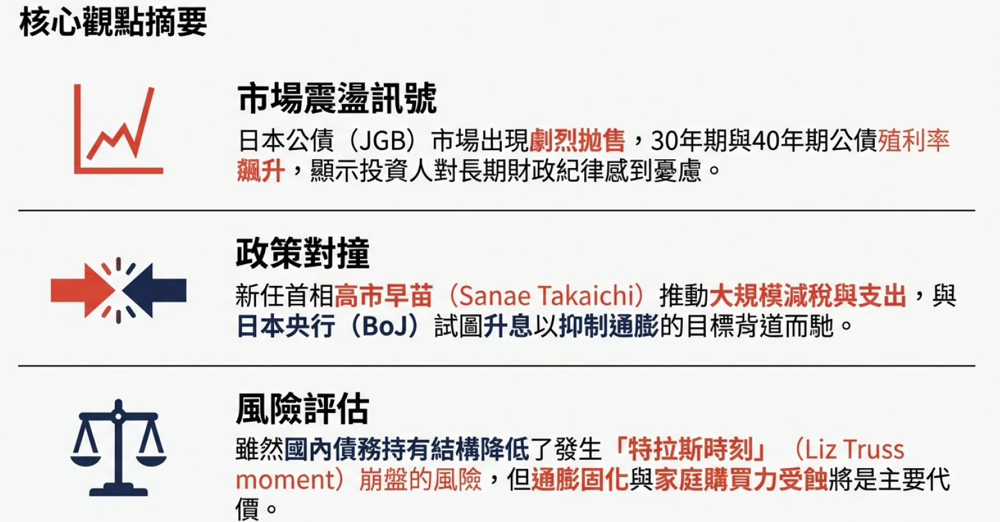 核心觀點摘要
市場震盪訊號
日本公債（JGB）市場出現劇烈拋售，30年期與40年期公債殖利率
飆升，顯示投資人對長期財政紀律感到憂慮。
政策對撞
新任首相高市早苗（Sanae Takaichi）推動大規模減稅與支出，與
日本央行（BoJ）試圖升息以抑制通膨的目標背道而馳。
風險評估
雖然國內債務持有結構降低了發生「特拉斯時刻」（Liz Truss
moment）崩盤的風險，但通膨固化與家庭購買力受蝕將是主要代
價。